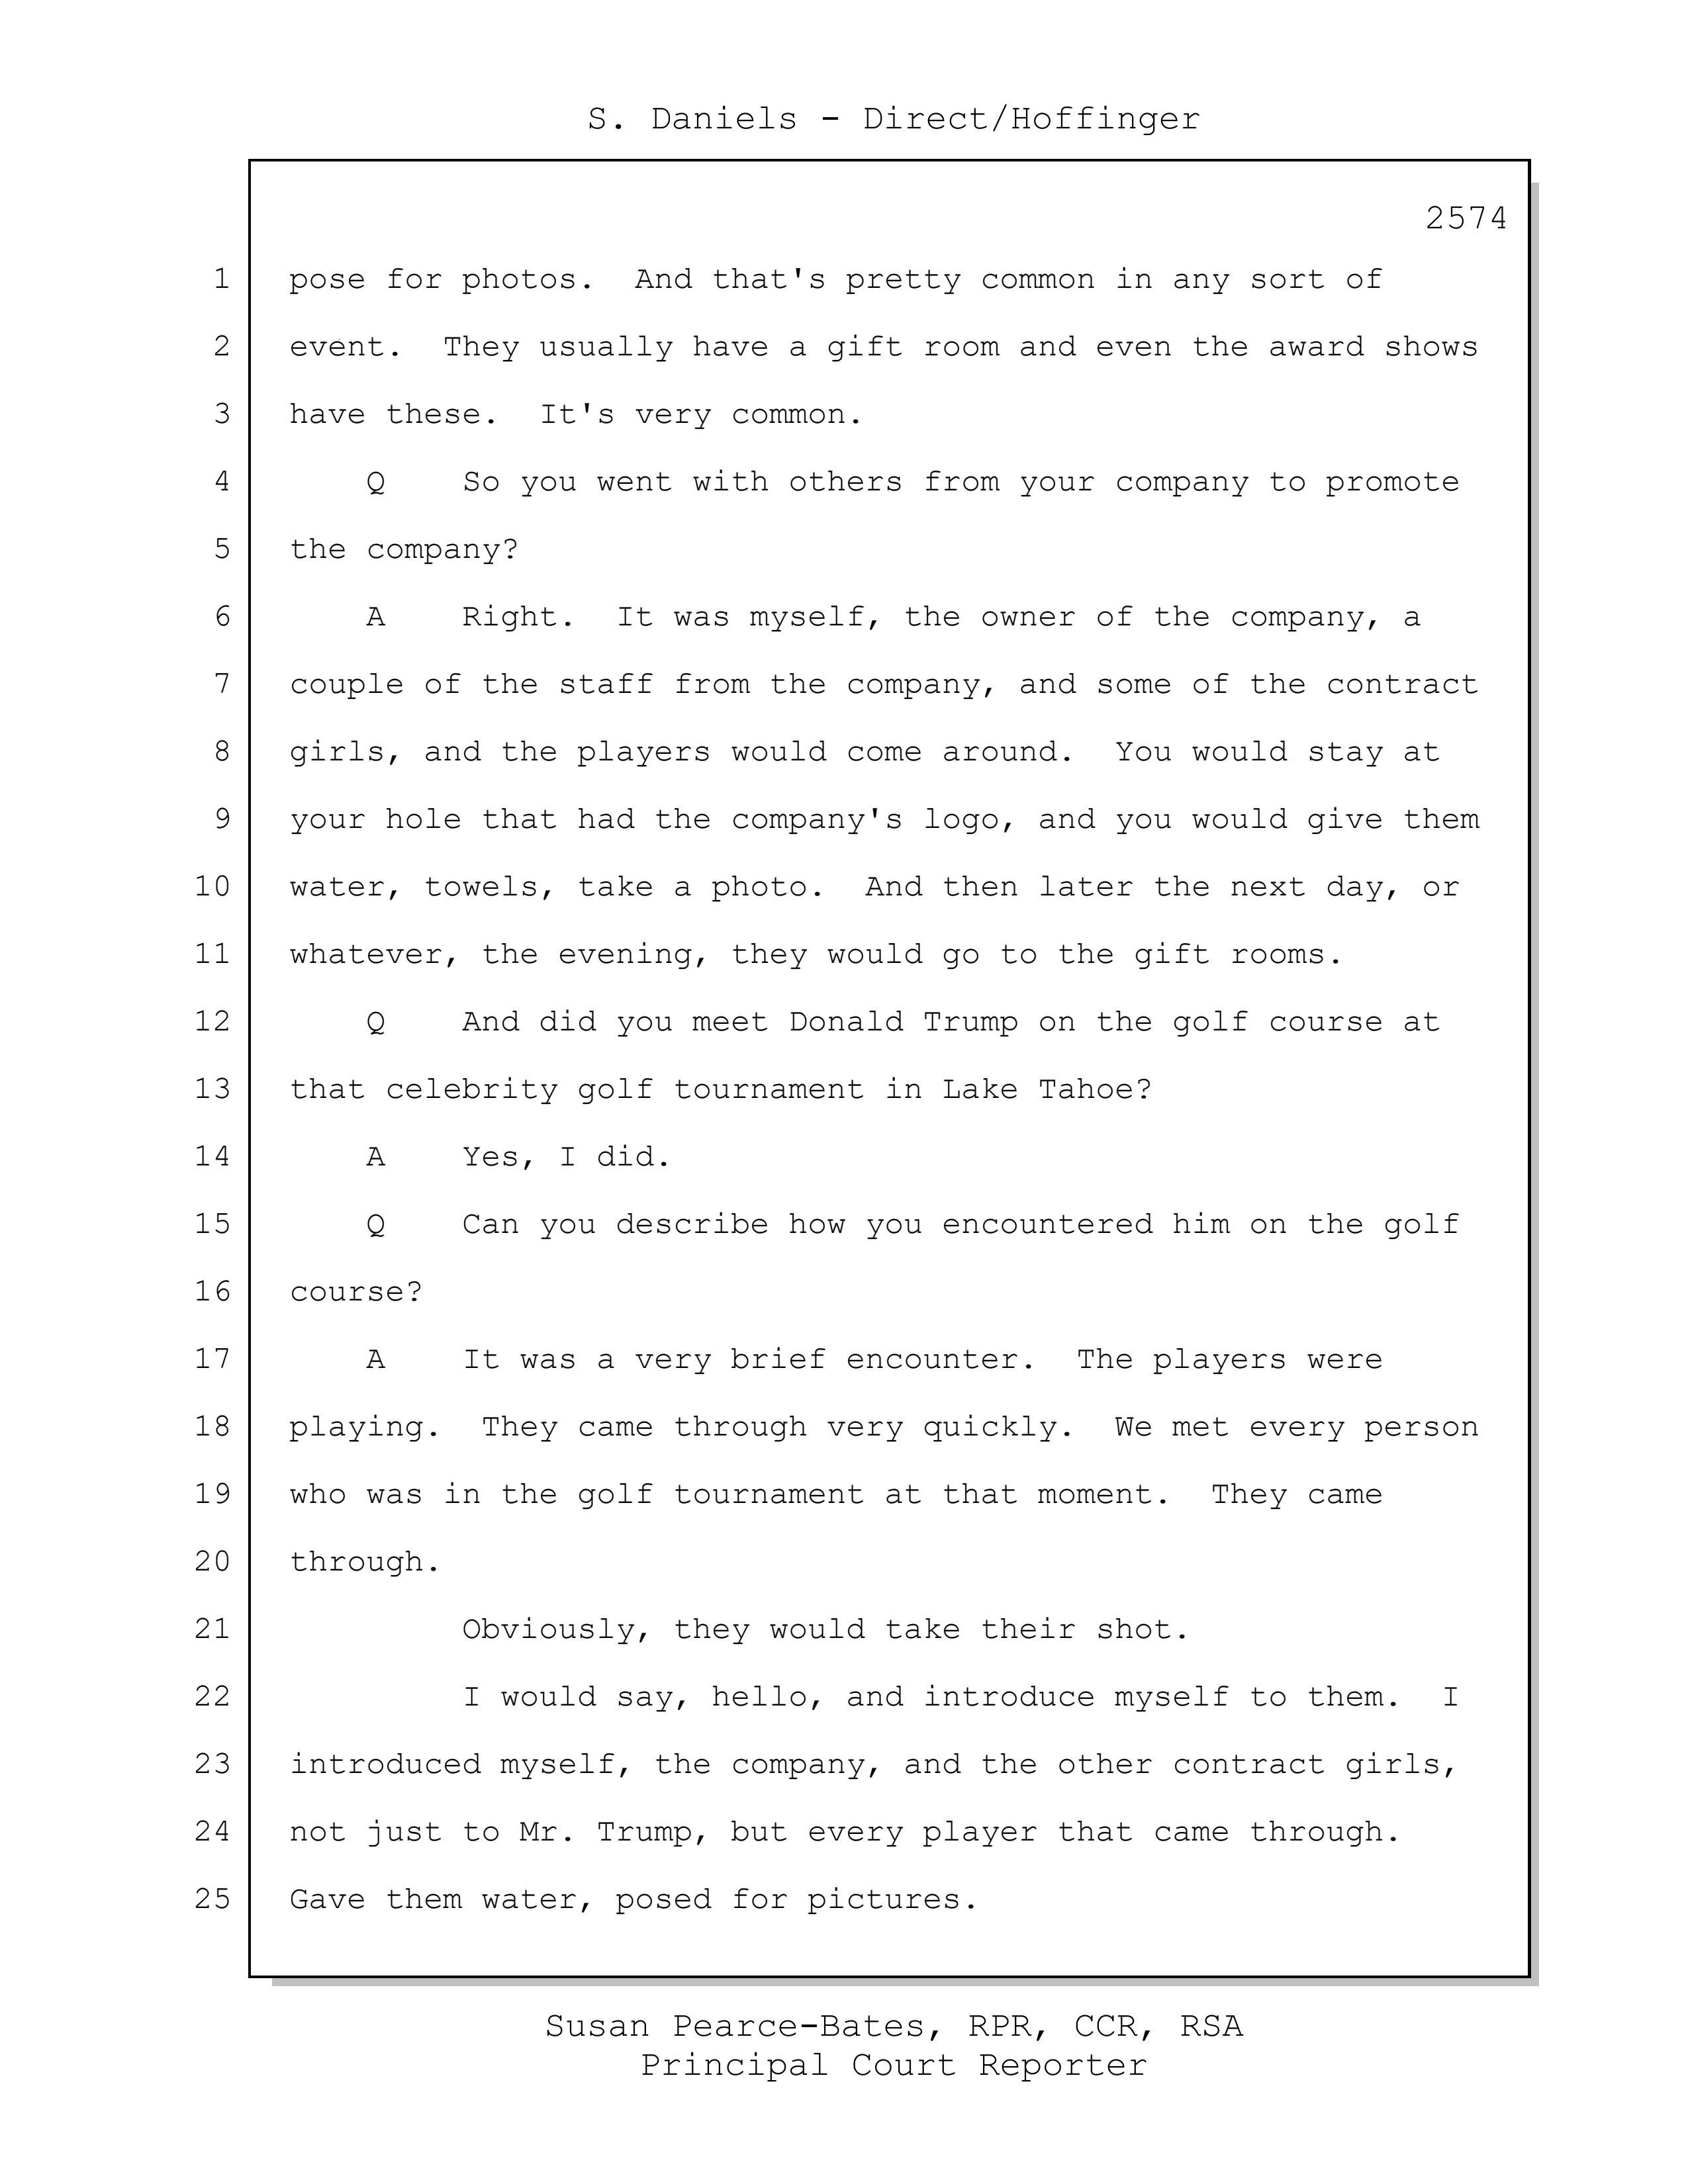 S. Daniels - Direct/Hoffinger
2574
1 pose for photos.  And that's pretty common in any sort of
2 event.  They usually have a gift room and even the award shows
3 have these.  It's very common.
4 Q    So you went with others from your company to promote
5 the company?
6 A    Right.  It was myself, the owner of the company, a
7 couple of the staff from the company, and some of the contract
8 girls, and the players would come around.  You would stay at
9 your hole that had the company's logo, and you would give them
10 water, towels, take a photo.  And then later the next day, or
11 whatever, the evening, they would go to the gift rooms.
12 Q    And did you meet Donald Trump on the golf course at
13 that celebrity golf tournament in Lake Tahoe?
14 A    Yes, I did.
15 Q    Can you describe how you encountered him on the golf
16 course?
17 A    It was a very brief encounter.  The players were
18 playing.  They came through very quickly.  We met every person
19 who was in the golf tournament at that moment.  They came
20 through.
21 Obviously, they would take their shot.
22 I would say, hello, and introduce myself to them.  I
23 introduced myself, the company, and the other contract girls,
24 not just to Mr. Trump, but every player that came through.
25 Gave them water, posed for pictures.
Susan Pearce-Bates, RPR, CCR, RSA
Principal Court Reporter